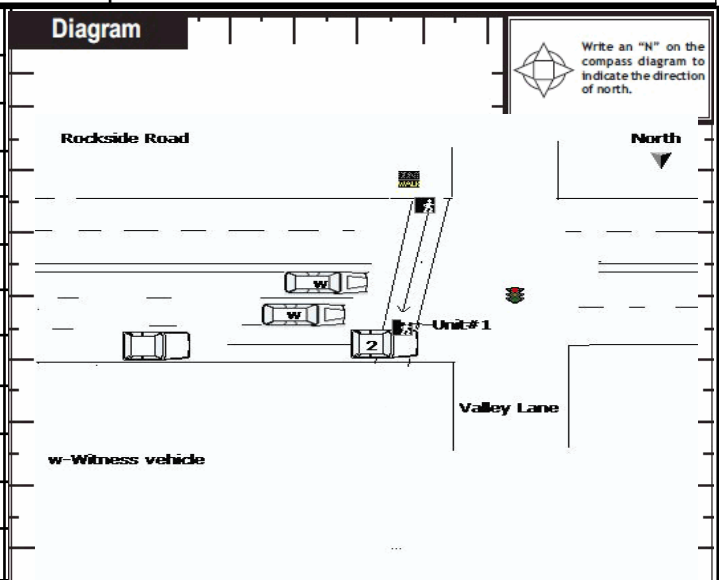 Diagram
Write an “N” on the
compass diagram to
indicate the direction
of north.
Rockside Road
North
WALK
W
W
Unit#1
2
Valley Lane
w-Witness vehicle
...